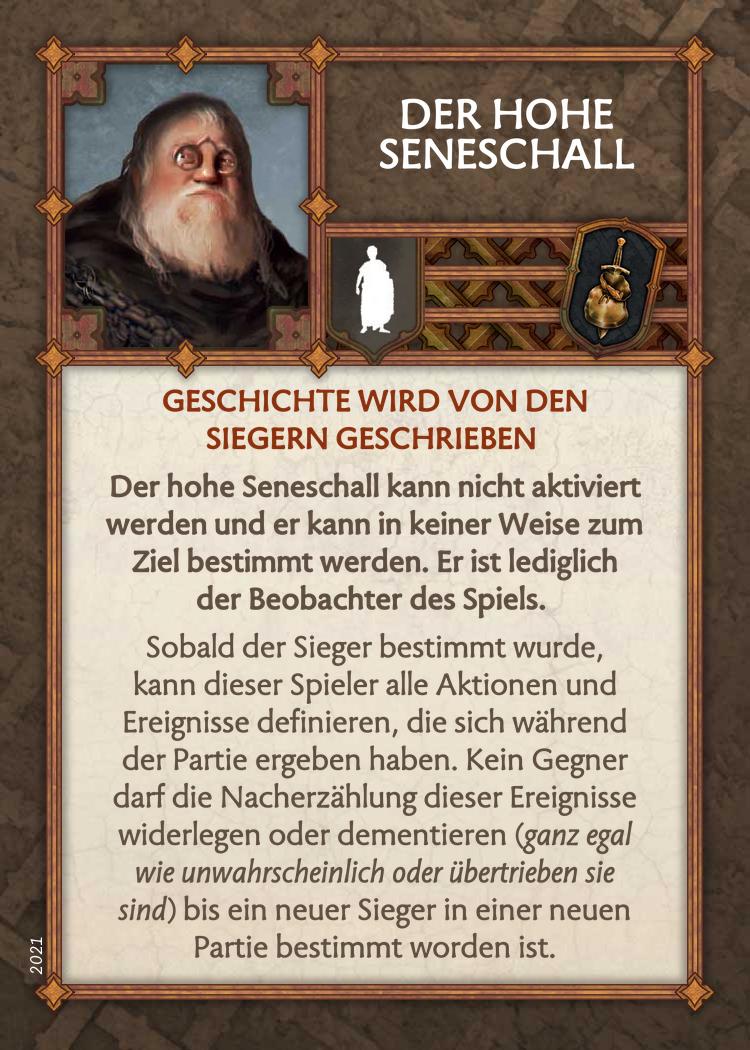 DER HOHE
SENESCHALL
GESCHICHTE WIRD VON DEN
SIEGERN GESCHRIEBEN
Der hohe Seneschall kann nicht aktiviert
werden und er kann in keiner Weise zum
Ziel bestimmt werden. Er ist lediglich
der Beobachter des Spiels.
Sobald der Sieger bestimmt wurde,
kann dieser Spieler alle Aktionen und
Ereignisse definieren, die sich während
der Partie ergeben haben. Kein Gegner
darf die Nacherzählung dieser Ereignisse
widerlegen oder dementieren (ganz egal
wie unwahrscheinlich oder übertrieben sie
sind) bis ein neuer Sieger in einer neuen
Partie bestimmt worden ist.
2021